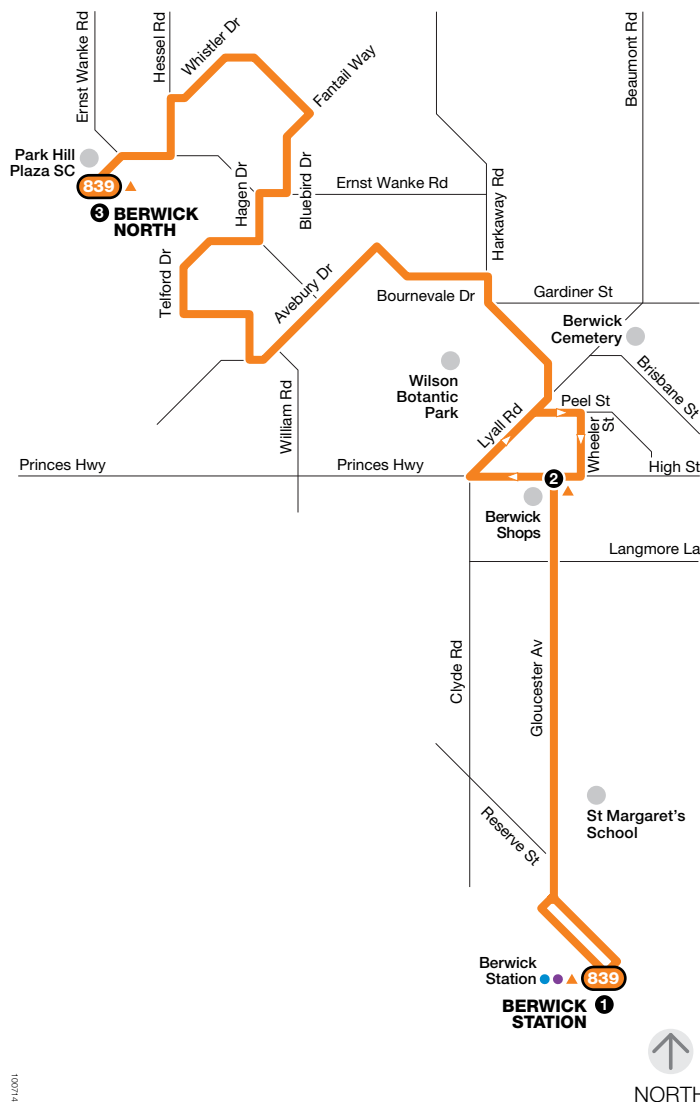 Ernst Wanke Rd
Hessel Rd
Whistler Dr
Fantail Way
Beaumont Rd
Park Hill
Plaza SC
839
3 BERWICK
NORTH
Hagen Dr
Bluebird Dr
Ernst Wanke Rd
Harkaway Rd
Telford Dr
Avebury Dr
Bournevale Dr
Gardiner St
Berwick
Cemetery
Brisbane St
Wilson
Botantic
Park
William Rd
Lyall Rd
Peel St
Wheeler
St
Princes Hwy
Princes Hwy
High St
2
Berwick
Shops
Langmore La
Clyde Rd
Gloucester Av
Reserve St
St Margaret's
School
Berwick
Station
839
BERWICK
STATION
1
NORTH
100714